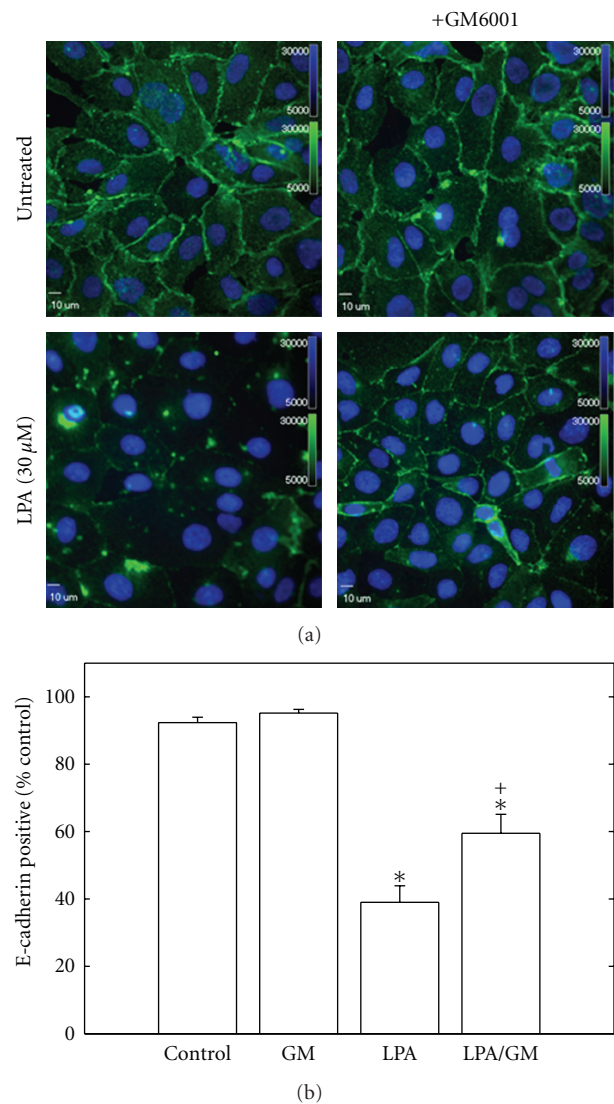 +GM6001
Untreated
30000
5000
30000
5000
10 um
30000
5000
30000
5000
10 um
LPA (30 µM)
30000
5000
30000
5000
10 um
30000
5000
30000
5000
10 um
(a)
E-cadherin positive (% control)
100
80
60
40
20
0
*
+
*
Control GM LPA LPA/GM
(b)